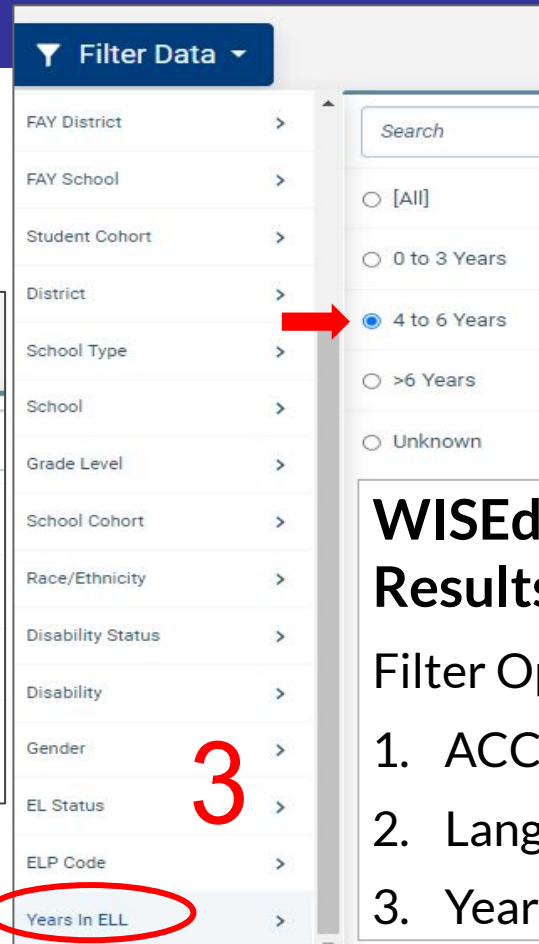 Filter Data
FAY District
FAY School
Student Cohort
District
School Type
School
Grade Level
School Cohort
Race/Ethnicity
Disability Status
Disability
Gender
EL Status
ELP Code
Years In ELL
3
Search
[All]
0 to 3 Years
4 to 6 Years
>6 Years
Unknown
WISEd
Results
Filter Op
1. ACC
2. Lang
3. Year